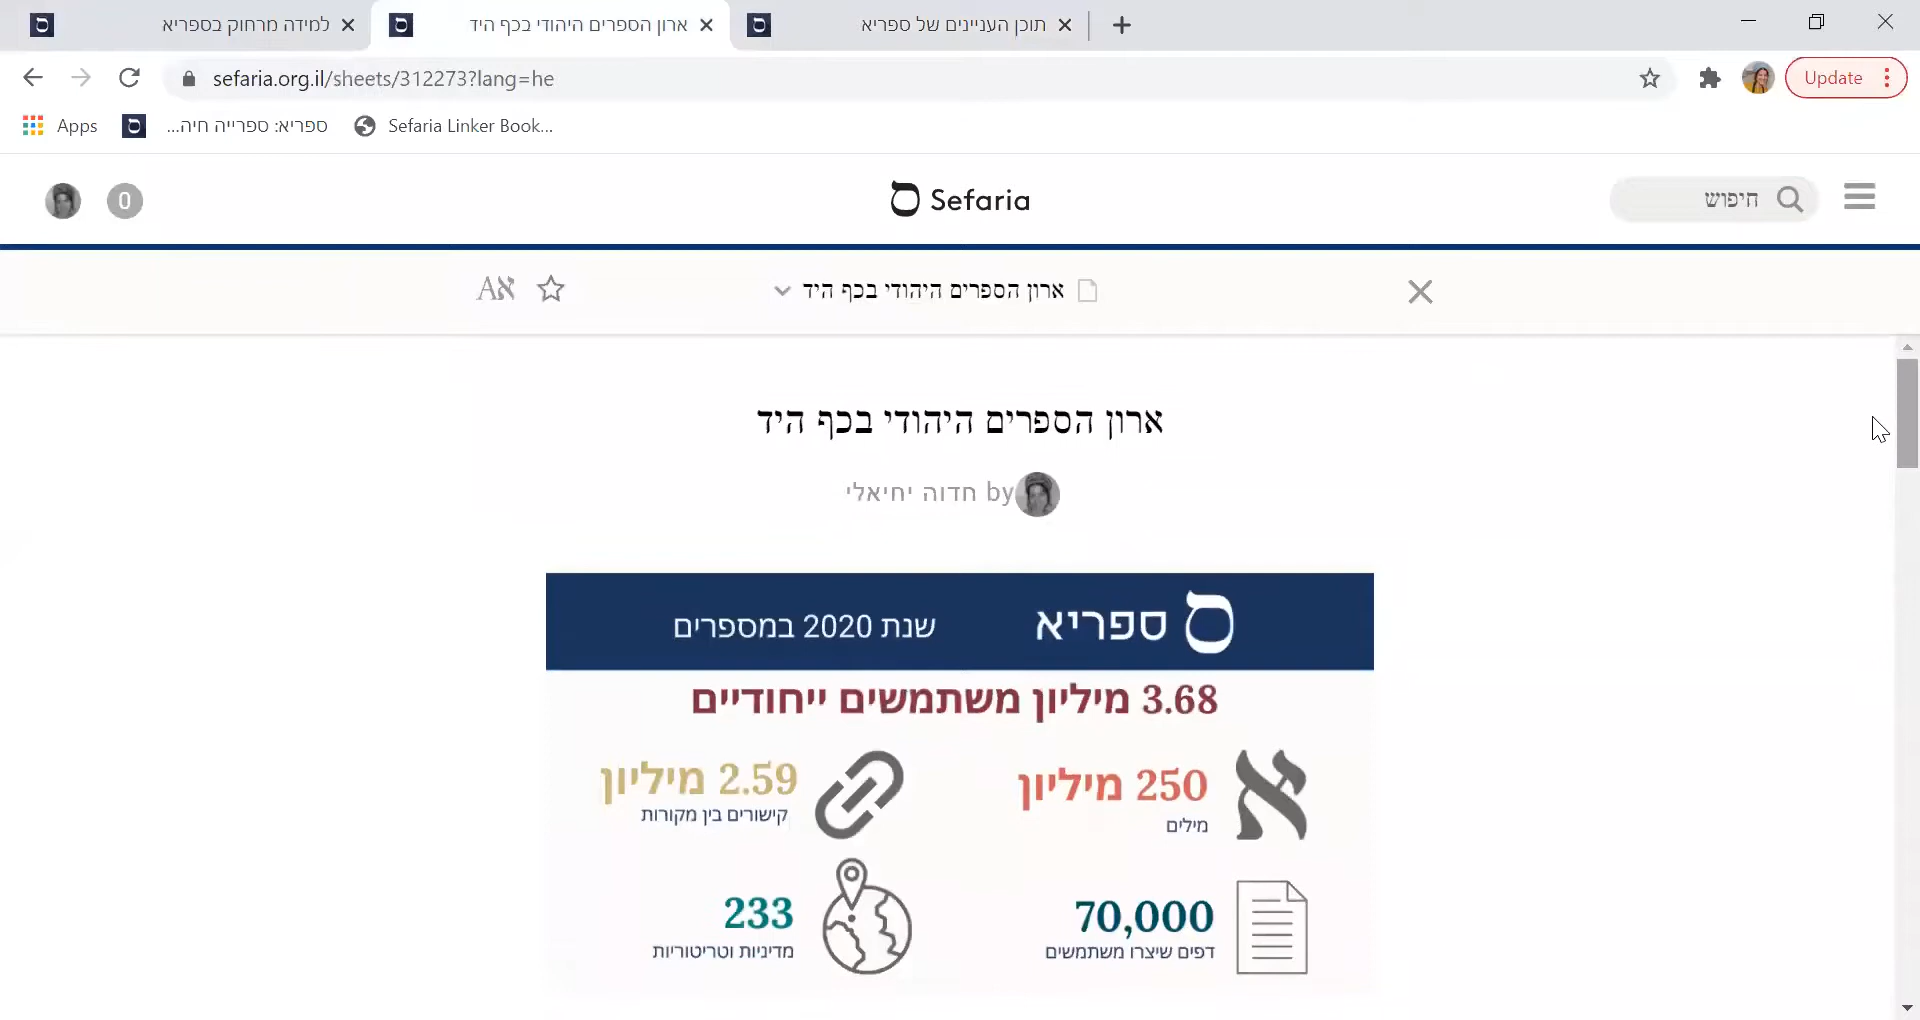 למידה מרחוק בספריא
ארון הספרים היהודי בכף היד
תוכן העניינים של ספריא
sefaria.org.il/sheets/312273?lang=he
Update
Apps
ספריא: ספרייה חיה...
Sefaria Linker Book...
0
Sefaria
חיפוש
ארון הספרים היהודי בכף היד
ארון הספרים היהודי בכף היד
by חדוה יחיאלי
ספריא
שנת 2020 במספרים
3.68 מיליון משתמשים ייחודיים
250 מיליון
מילים
2.59 מיליון
קישורים בין מקורות
70,000
דפים שיצרו משתמשים
233
מדיניות וטריטוריות